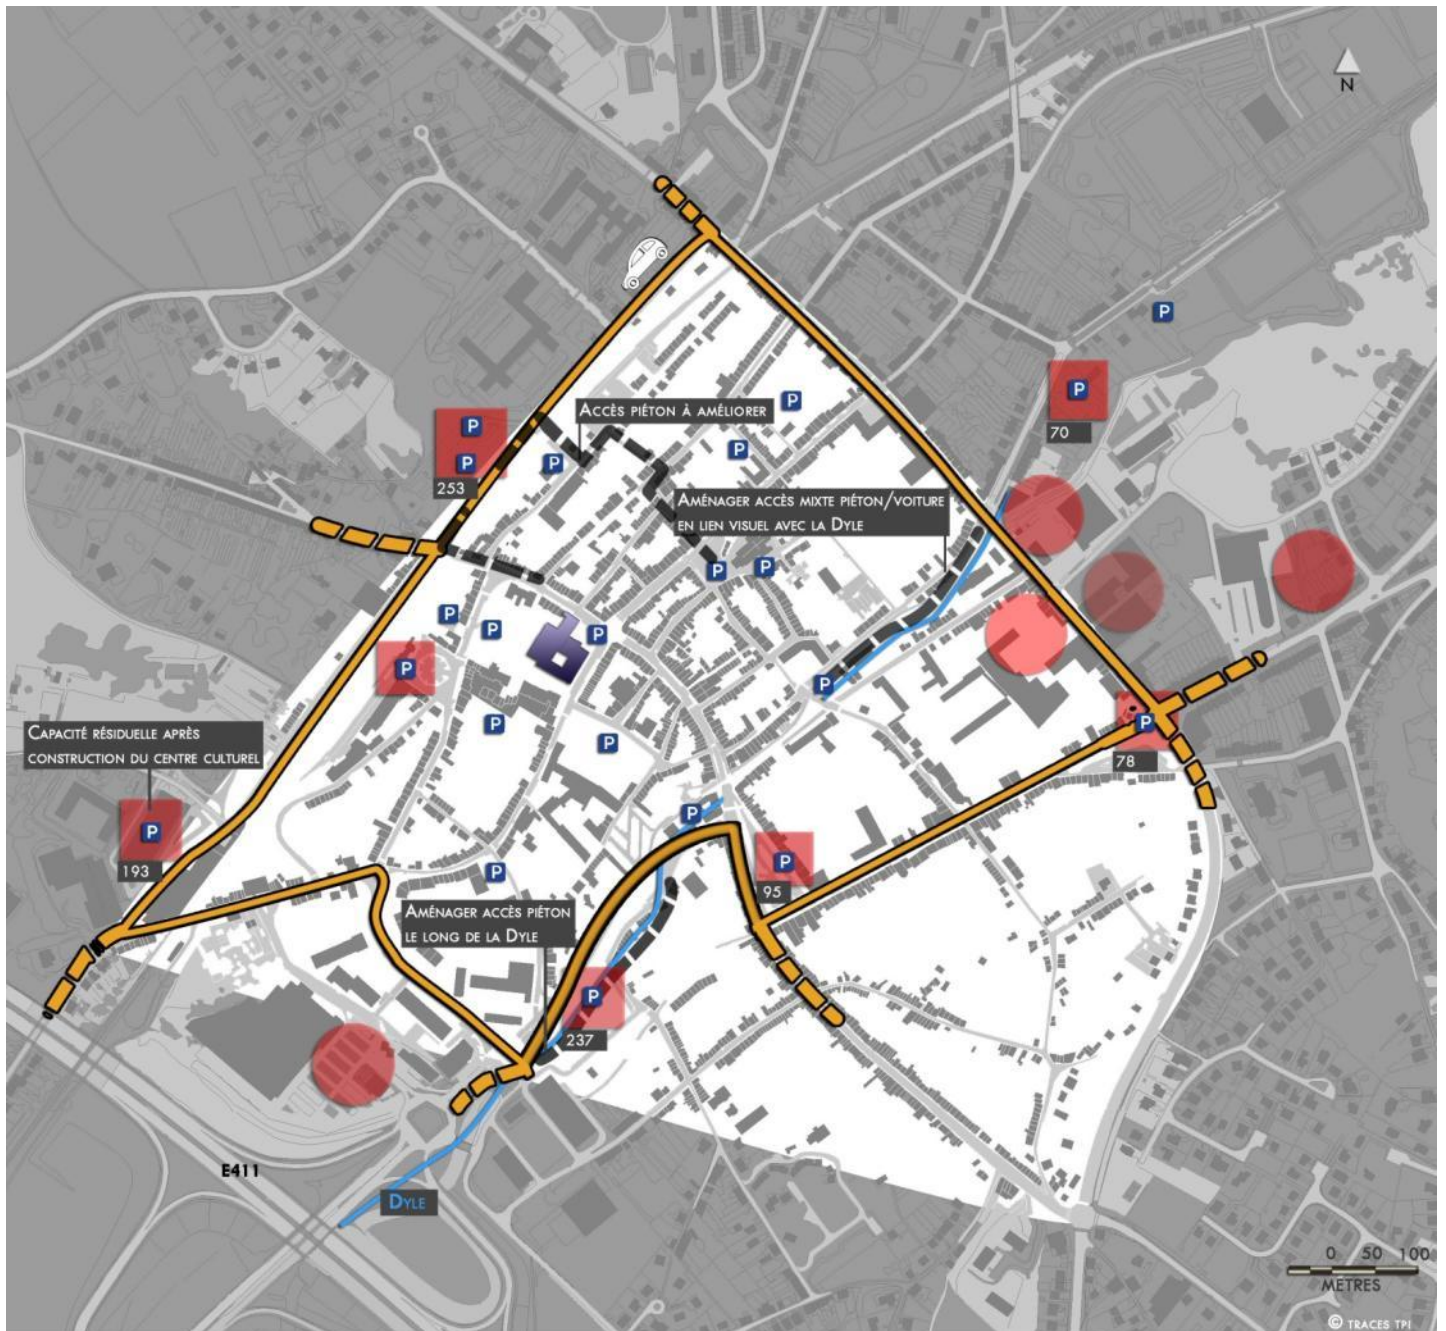 N
P
P
70
P
P
ACCÈS PIÉTON À AMÉLIORER
P
P
P
P
253
AMÉNAGER ACCÈS MIXTE PIÉTON/VOITURE
EN LIEN VISUEL AVEC LA DYLE
P
P
P
P
P
P
P
P
P
78
P
CAPACITÉ RÉSIDUELLE APRÈS
CONSTRUCTION DU CENTRE CULTUREL
P
193
P
P
95
P
AMÉNAGER ACCÈS PIÉTON
LE LONG DE LA DYLE
P
237
E411
DYLE
0 50 100
MÈTRES
© TRACES TPI